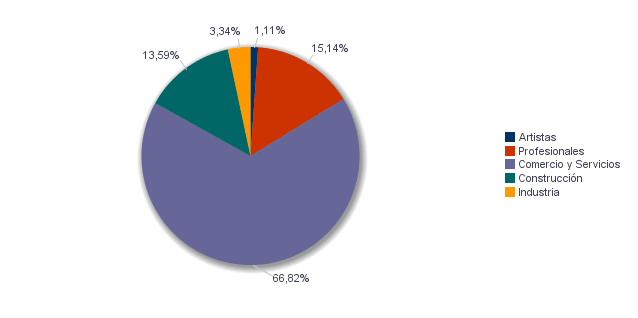 3,34%
1,11%
13,59%
15,14%
66,82%
Artistas
Profesionales
Comercio y Servicios
Construcción
Industria